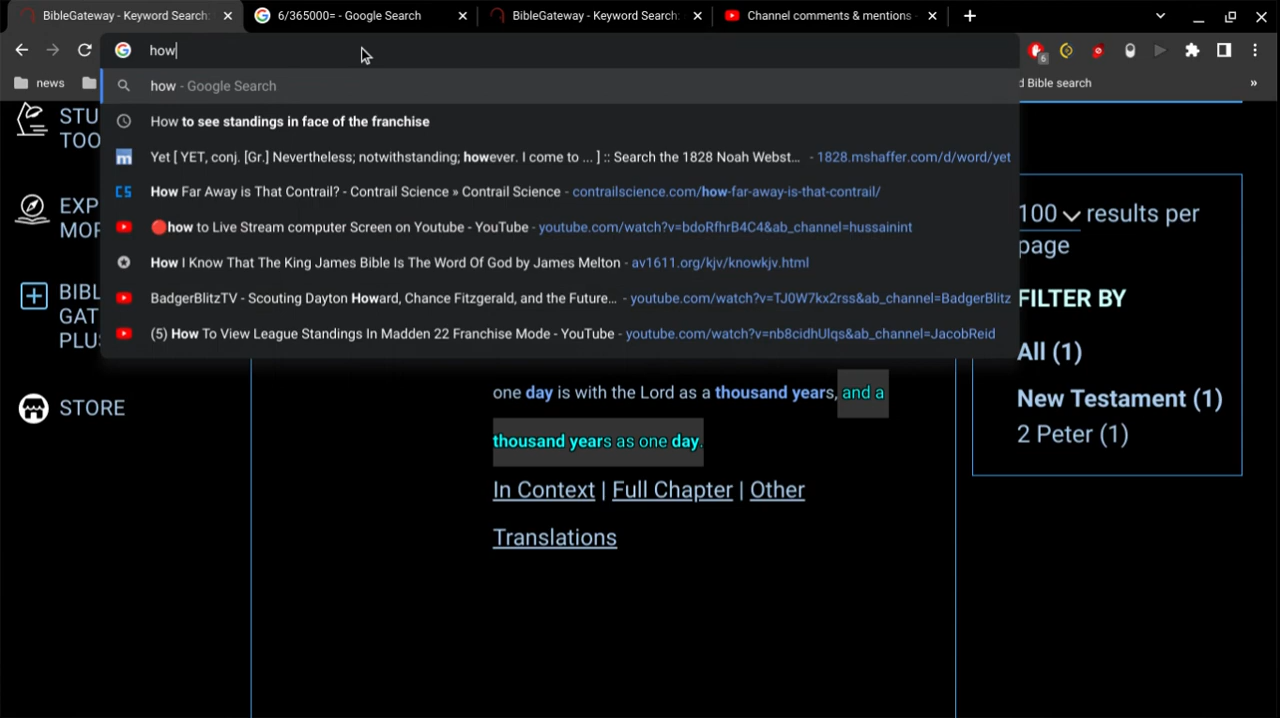 BibleGateway - Keyword Search:
6/365000= - Google Search
BibleGateway - Keyword Search:
Channel comments & mentions -
how
6
news
d Bible search
»
how - Google Search
How to see standings in face of the franchise
Yet [ YET, conj. [Gr.] Nevertheless; notwithstanding; however. I come to ... ] :: Search the 1828 Noah Webst... - 1828.mshaffer.com/d/word/yet
How Far Away is That Contrail? - Contrail Science » Contrail Science - contrailscience.com/how-far-away-is-that-contrail/
🔴how to Live Stream computer Screen on Youtube - YouTube - youtube.com/watch?v=bdoRfhrB4C4&ab_channel=hussainint
How I Know That The King James Bible Is The Word Of God by James Melton - av1611.org/kjv/knowkjv.html
BadgerBlitzTV - Scouting Dayton Howard, Chance Fitzgerald, and the Future... - youtube.com/watch?v=TJ0W7kx2rss&ab_channel=BadgerBlitz
(5) How To View League Standings In Madden 22 Franchise Mode - YouTube - youtube.com/watch?v=nb8cidhUlqs&ab_channel=JacobReid
STU
TOO
EXP
MOR
BIBL
GAT
PLUS
STORE
one day is with the Lord as a thousand years, and a
thousand years as one day.
In Context | Full Chapter | Other
Translations
100 results per
page
FILTER BY
All (1)
New Testament (1)
2 Peter (1)